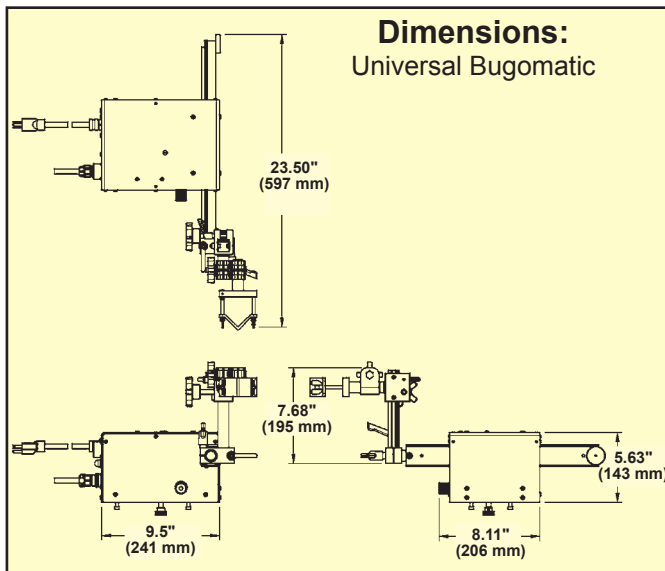 Dimensions:
Universal Bugomatic
23.50"
(597 mm)
7.68"
(195 mm)
5.63"
(143 mm)
9.5"
(241 mm)
8.11"
(206 mm)